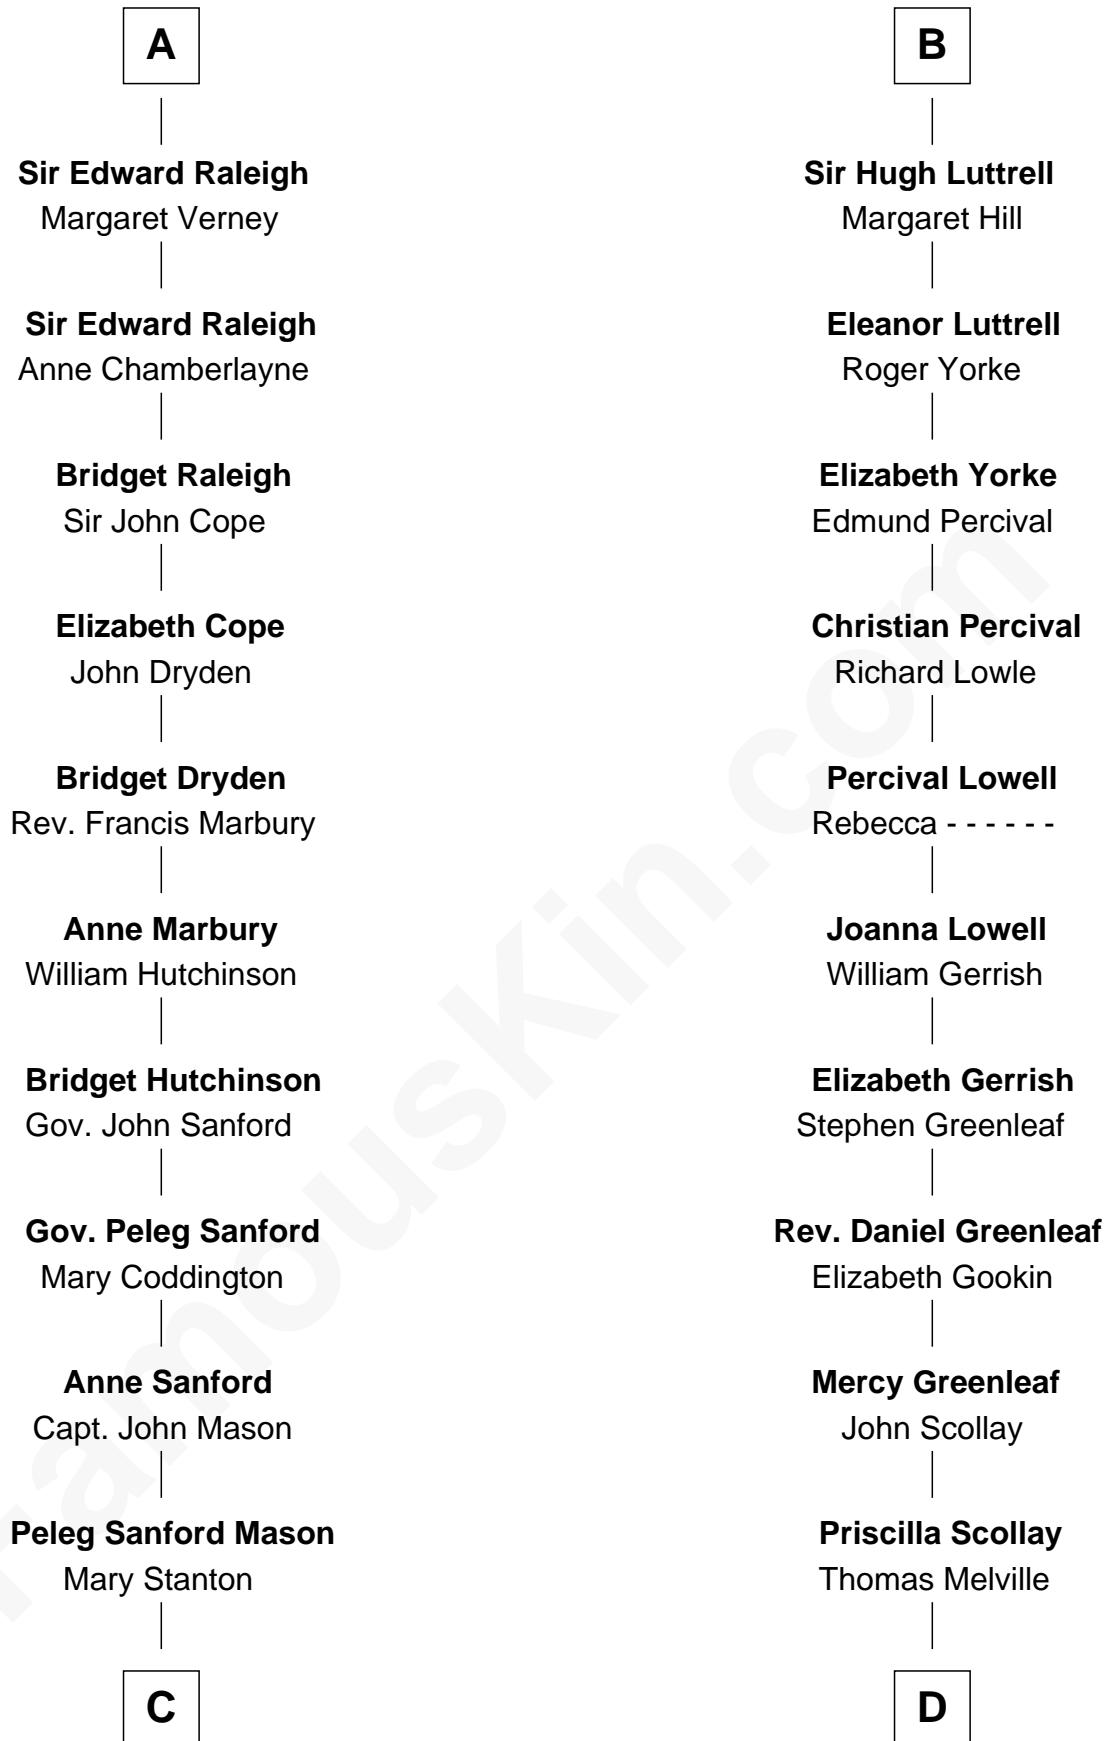 A
Sir Edward Raleigh
Margaret Verney
Sir Edward Raleigh
Anne Chamberlayne
Bridget Raleigh
Sir John Cope
Elizabeth Cope
John Dryden
Bridget Dryden
Rev. Francis Marbury
Anne Marbury
William Hutchinson
Bridget Hutchinson
Gov. John Sanford
Gov. Peleg Sanford
Mary Coddington
Anne Sanford
Capt. John Mason
Peleg Sanford Mason
Mary Stanton
C
B
Sir Hugh Luttrell
Margaret Hill
Eleanor Luttrell
Roger Yorke
Elizabeth Yorke
Edmund Percival
Christian Percival
Richard Lowle
Percival Lowell
Rebecca - - - - - -
Joanna Lowell
William Gerrish
Elizabeth Gerrish
Stephen Greenleaf
Rev. Daniel Greenleaf
Elizabeth Gookin
Mercy Greenleaf
John Scollay
Priscilla Scollay
Thomas Melville
D
FamousKin.com